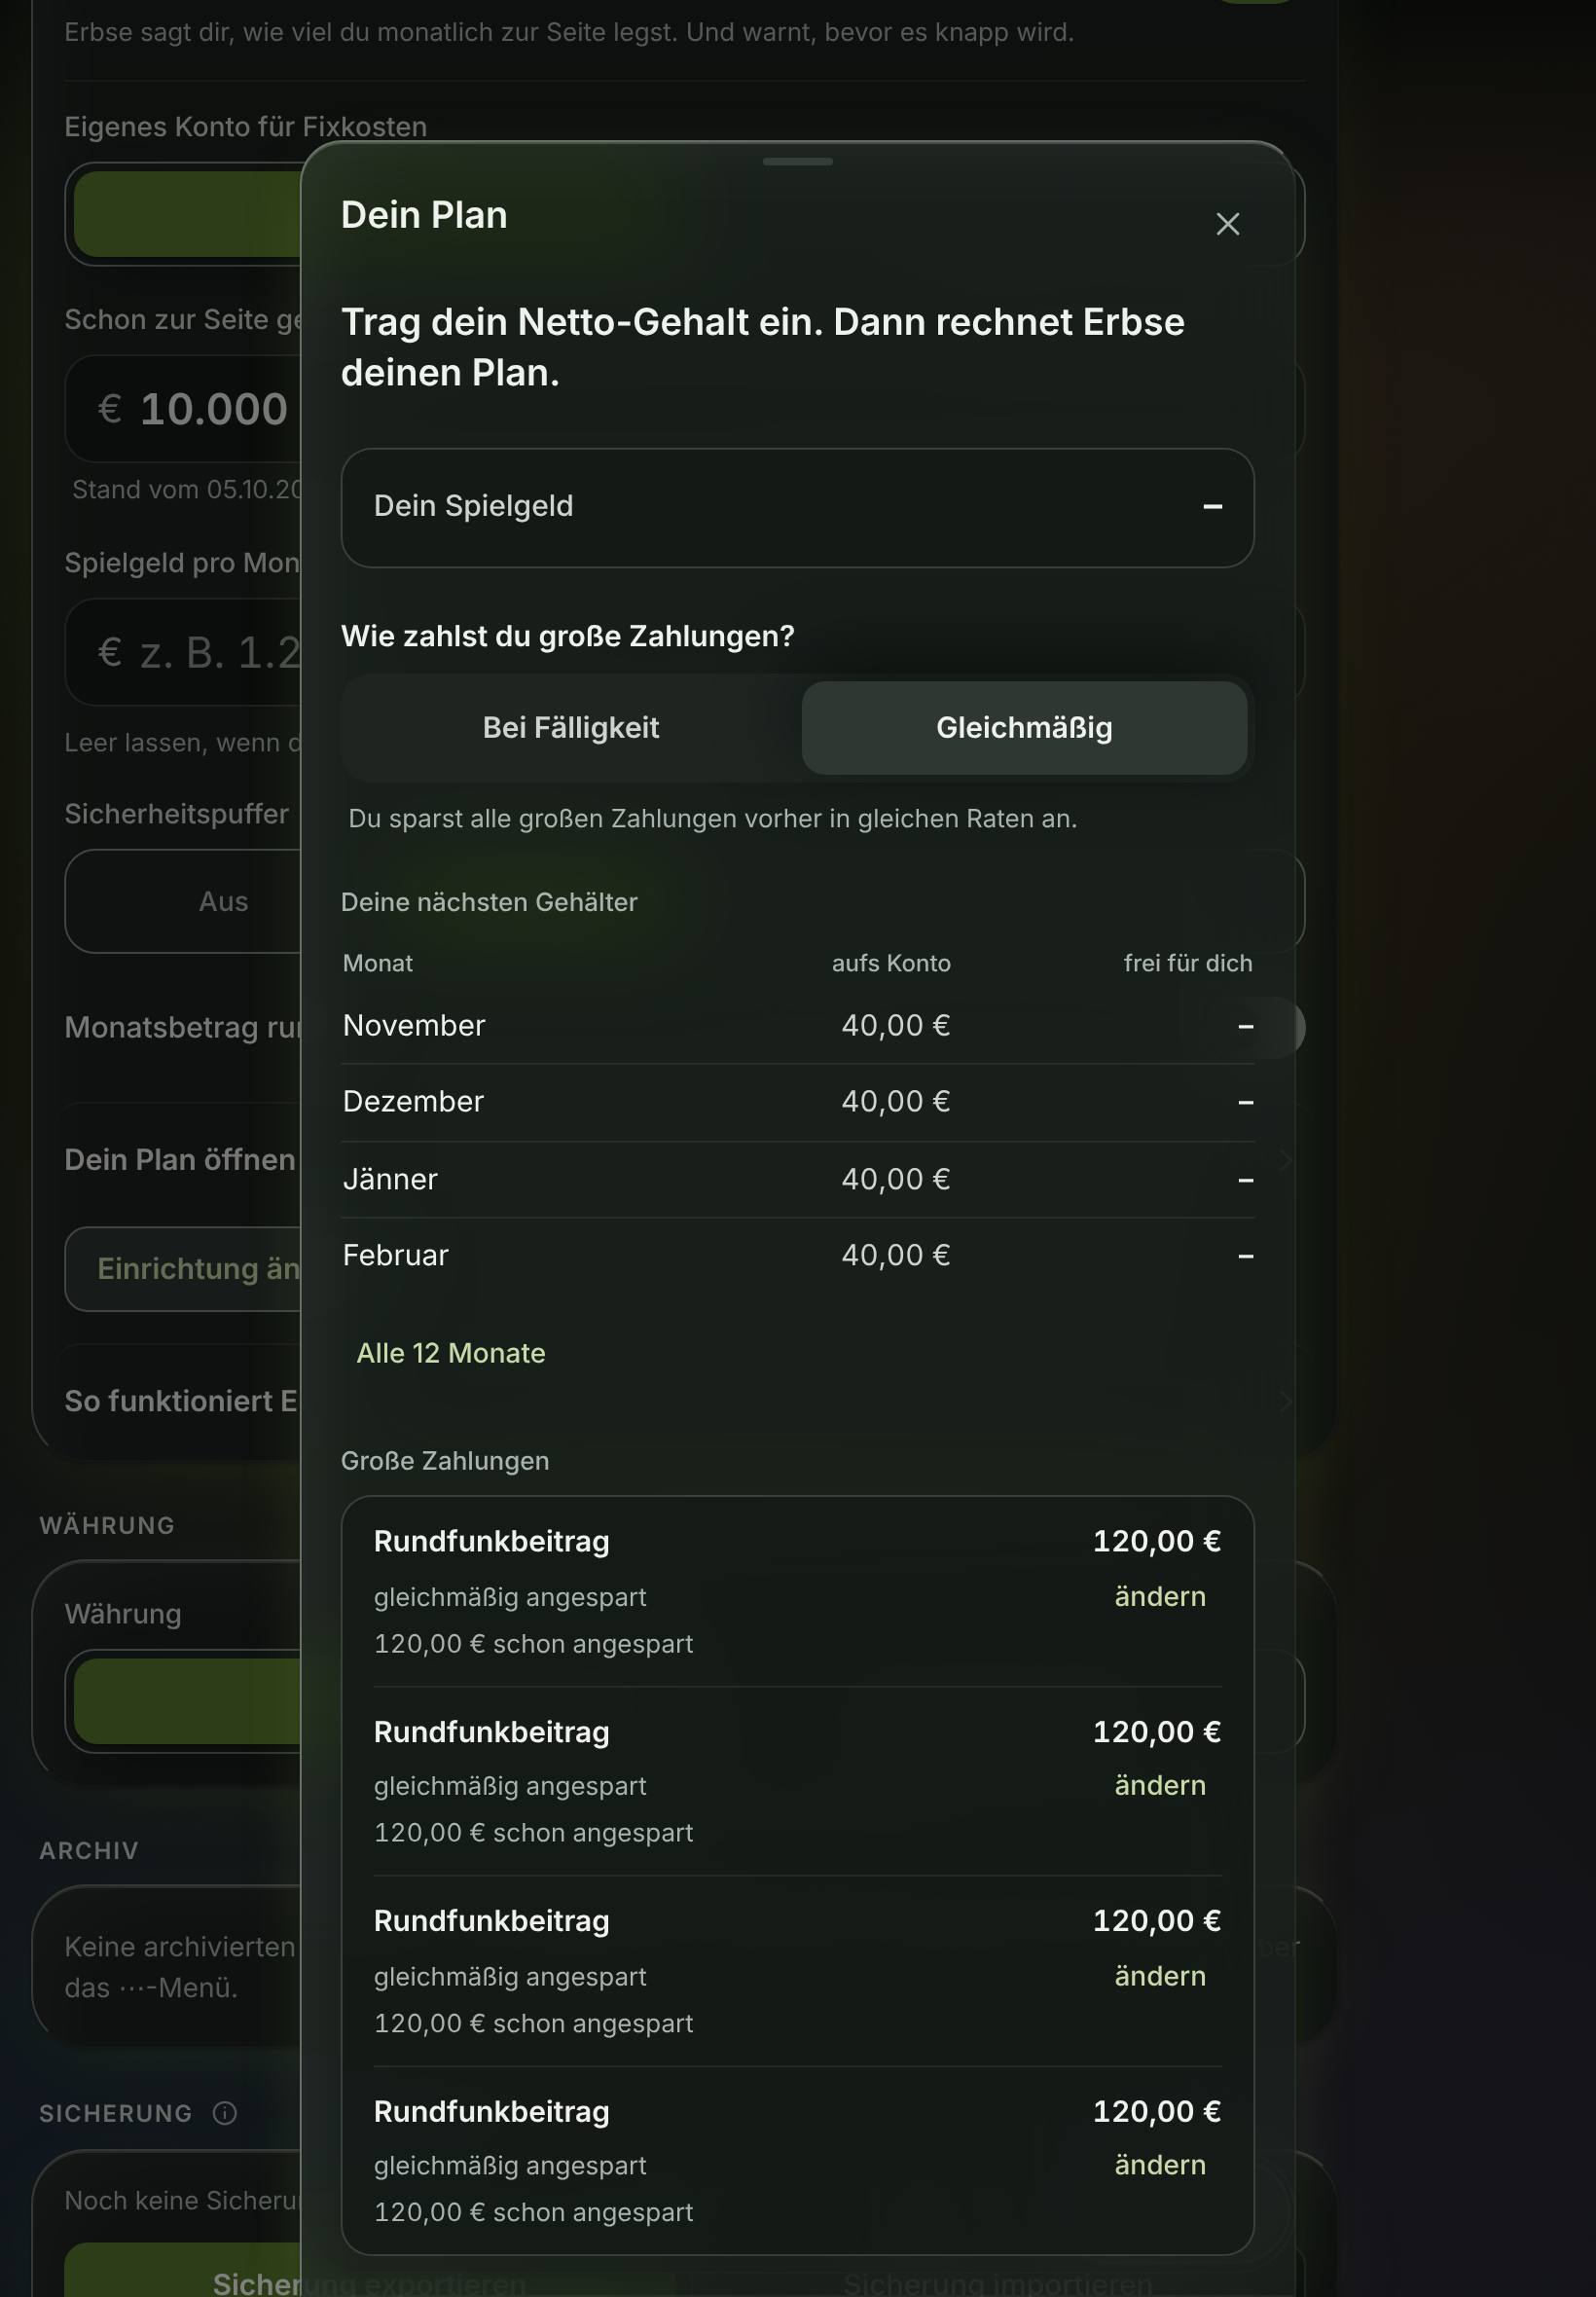 Erbse sagt dir, wie viel du monatlich zur Seite legst. Und warnt, bevor es knapp wird.
Eigenes Konto für Fixkosten
Schon zur Seite
€ 10.000
Stand vom 05.10.20
Spielgeld pro
€ z. B. 1.2
Leer lassen, wenn
Sicherheitspuffer
Aus
Monatsbetrag
Dein Plan öffnen
Einrichtung
So funktioniert
WÄHRUNG
Währung
ARCHIV
Keine archivierten
das ···-Menü.
SICHERUNG
Noch keine
Sicherung exportieren
Sicherung importieren
Dein Plan
Trag dein Netto-Gehalt ein. Dann rechnet Erbse
deinen Plan.
Dein Spielgeld –
Wie zahlst du große Zahlungen?
Bei Fälligkeit Gleichmäßig
Du sparst alle großen Zahlungen vorher in gleichen Raten an.
Deine nächsten Gehälter
Monat aufs Konto frei für dich
November 40,00 € –
Dezember 40,00 € –
Jänner 40,00 € –
Februar 40,00 € –
Alle 12 Monate
Große Zahlungen
Rundfunkbeitrag 120,00 €
gleichmäßig angespart ändern
120,00 € schon angespart
Rundfunkbeitrag 120,00 €
gleichmäßig angespart ändern
120,00 € schon angespart
Rundfunkbeitrag 120,00 €
gleichmäßig angespart ändern
120,00 € schon angespart
Rundfunkbeitrag 120,00 €
gleichmäßig angespart ändern
120,00 € schon angespart